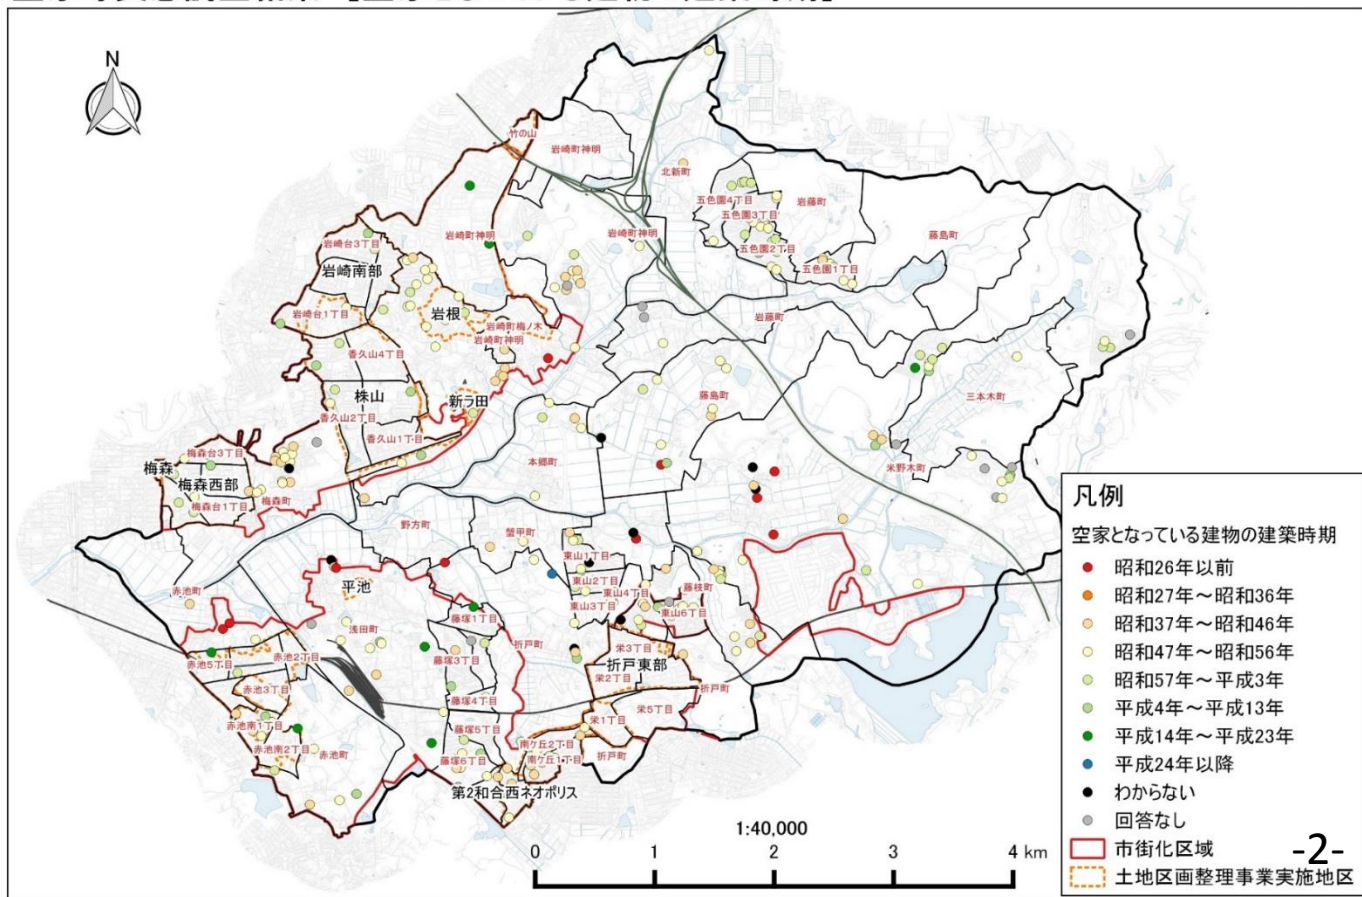 N
竹の山
岩崎町神明
北新町
五色園4丁目
岩藤町
五色園3丁目
岩崎町神明
岩崎町神明
藤島町
岩崎台3丁目
五色園2丁目
岩崎南部
五色園1丁目
岩崎台1丁目
岩根
岩崎町梅ノ木
岩藤町
岩崎町神明
香久山4丁目
株山
新ラ田
藤島町
三本木町
香久山2丁目
香久山1丁目
梅森台3丁目
本郷町
米野木町
梅森
梅森西部
梅森台1丁目
梅森町
野方町
蟹甲町
東山1丁目
東山2丁目
藤枝町
東山4丁目
東山3丁目
東山6丁目
赤池町
平池
浅田町
藤塚1丁目
折戸町
栄3丁目
赤池5丁目
赤池2丁目
藤塚3丁目
折戸東部
栄2丁目
赤池3丁目
折戸町
藤塚4丁目
栄5丁目
栄1丁目
赤池南1丁目
藤塚5丁目
南ケ丘2丁目
赤池南2丁目
赤池町
藤塚6丁目
南ケ丘1丁目
折戸町
第2和合西ネオポリス
1:40,000
0 1 2 3 4 km
凡例
空家となっている建物の建築時期
昭和26年以前
昭和27年～昭和36年
昭和37年～昭和46年
昭和47年～昭和56年
昭和57年～平成3年
平成4年～平成13年
平成14年～平成23年
平成24年以降
わからない
回答なし
市街化区域
土地区画整理事業実施地区
-2-